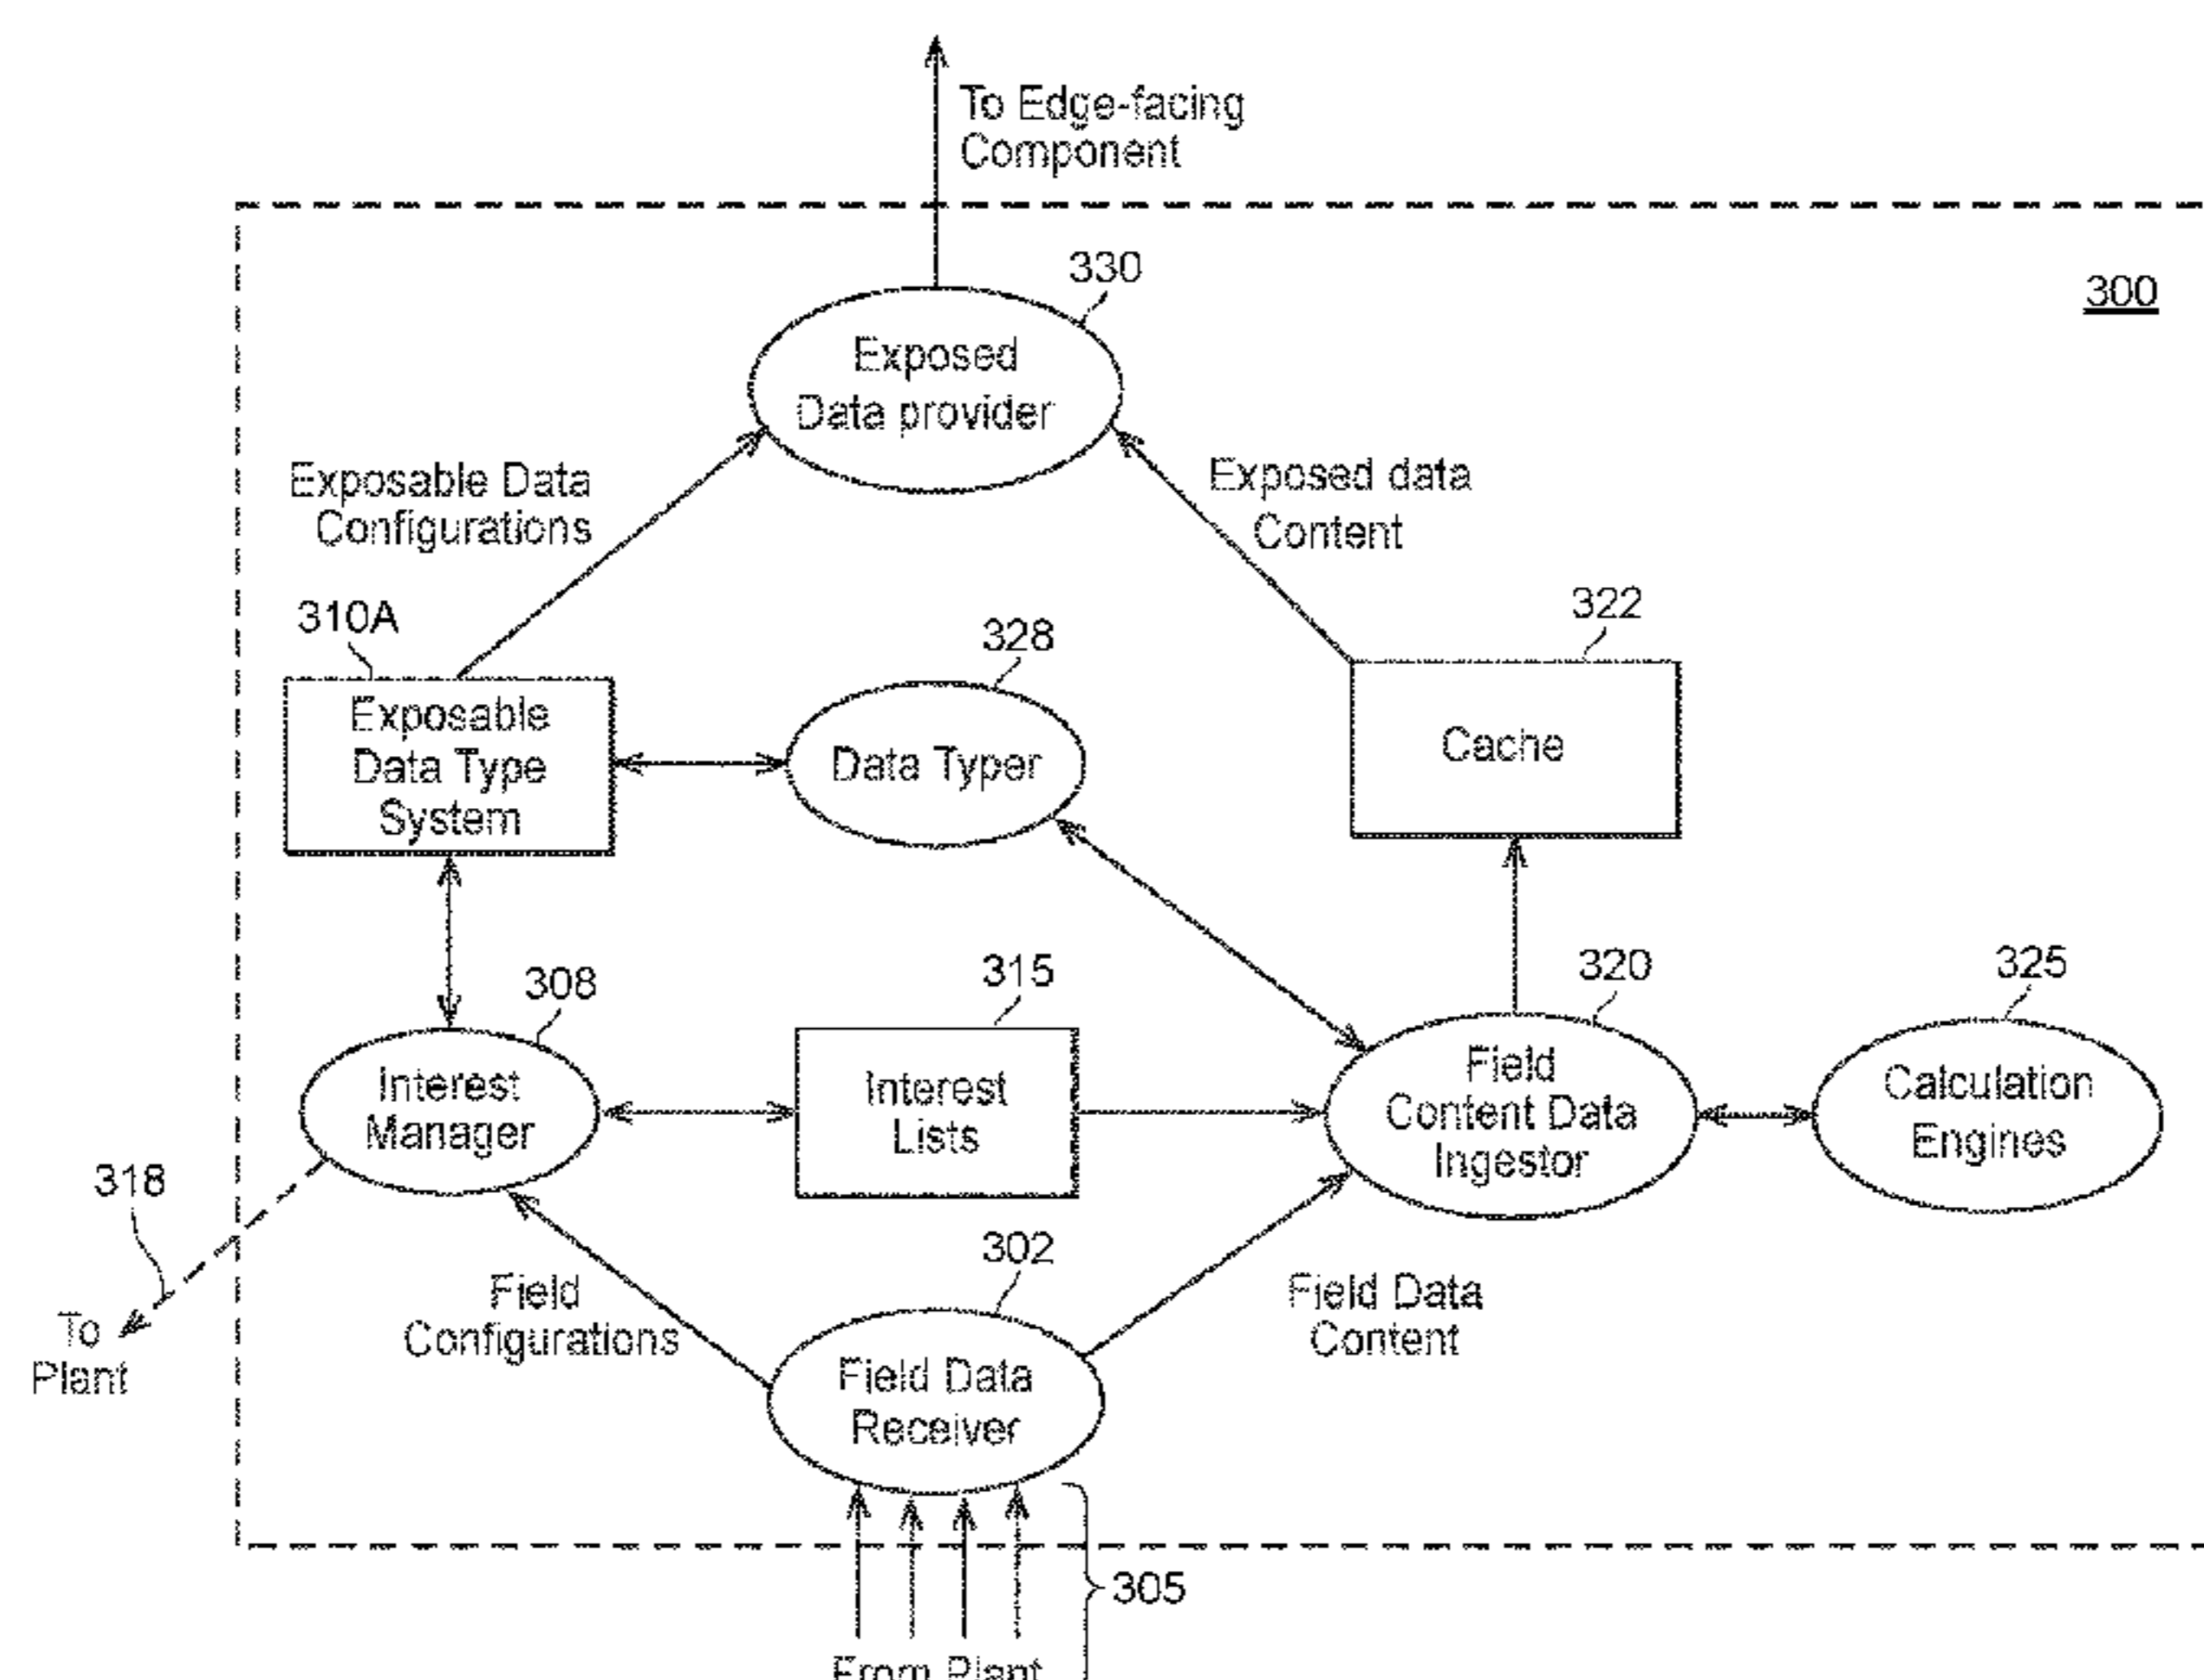 To Edge-facing
Component
330
300
Exposed
Data provider
Exposable Data
Configurations
Exposed data
Content
310A
328
322
Exposable
Data Type
System
Data Typer
Cache
308
315
320
325
Interest
Manager
Interest
Lists
Field
Content Data
Ingestor
Calculation
Engines
318
302
To
Plant
Field
Configurations
Field Data
Content
Field Data
Receiver
305
From Plant